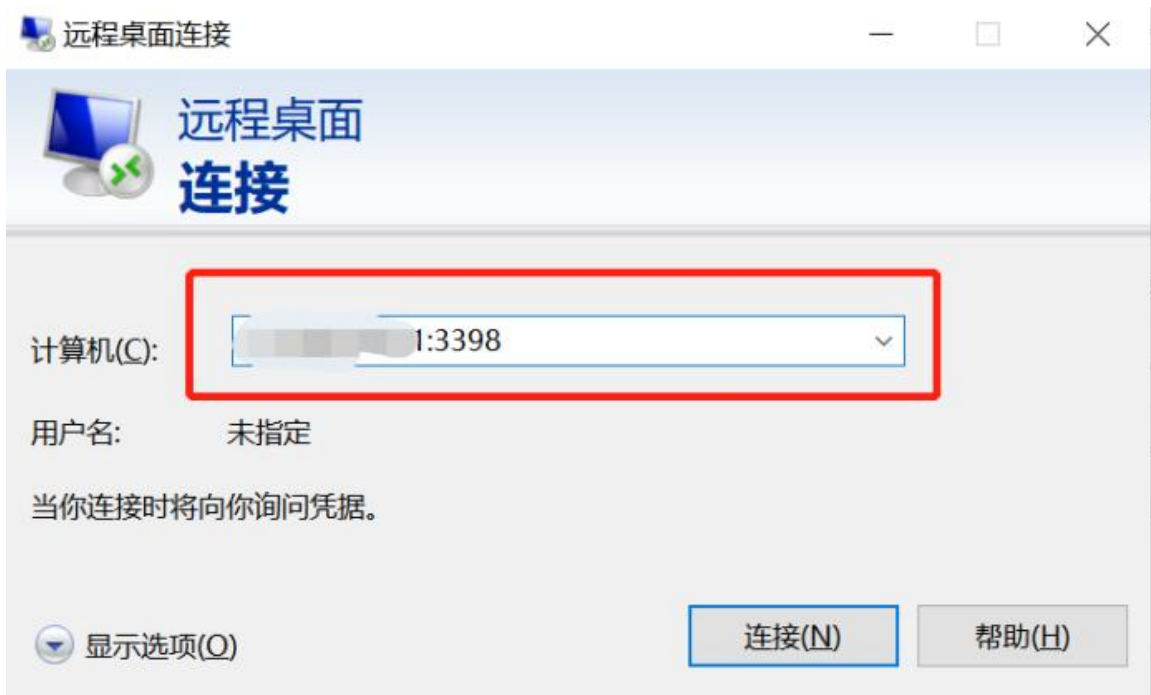 远程桌面连接
远程桌面
连接
计算机(C):
1:3398
用户名:
未指定
当你连接时将向你询问凭据。
显示选项(O)
连接(N)
帮助(H)